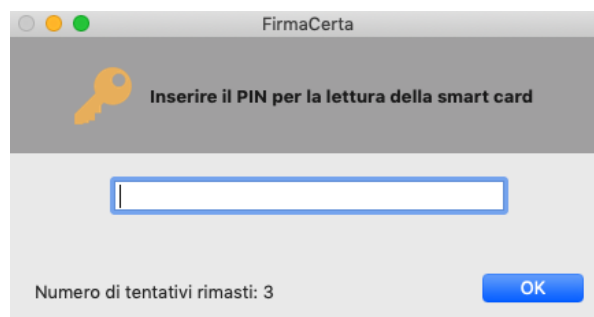 FirmaCerta
Inserire il PIN per la lettura della smart card
Numero di tentativi rimasti: 3
OK